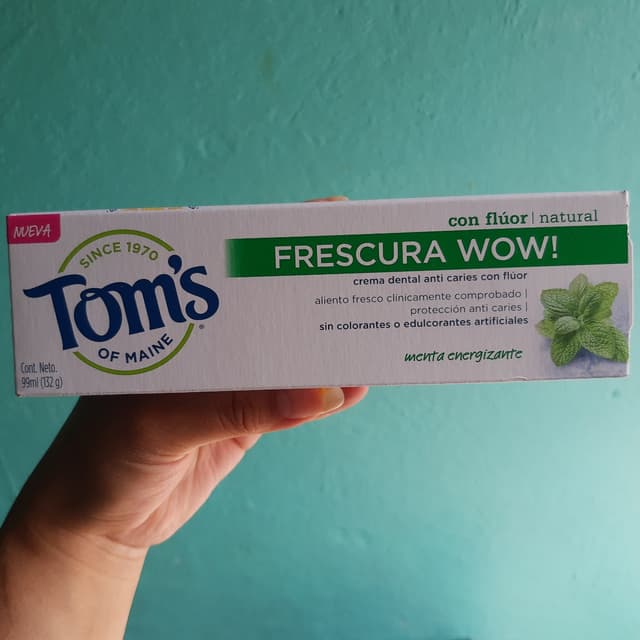 NUEVA
SINCE 1970
Tom's
OF MAINE
®
Cont. Neto.
99ml (132 g)
con flúor | natural
FRESCURA WOW!
crema dental anti caries con flúor
aliento fresco clínicamente comprobado |
protección anti caries |
sin colorantes o edulcorantes artificiales
menta energizante